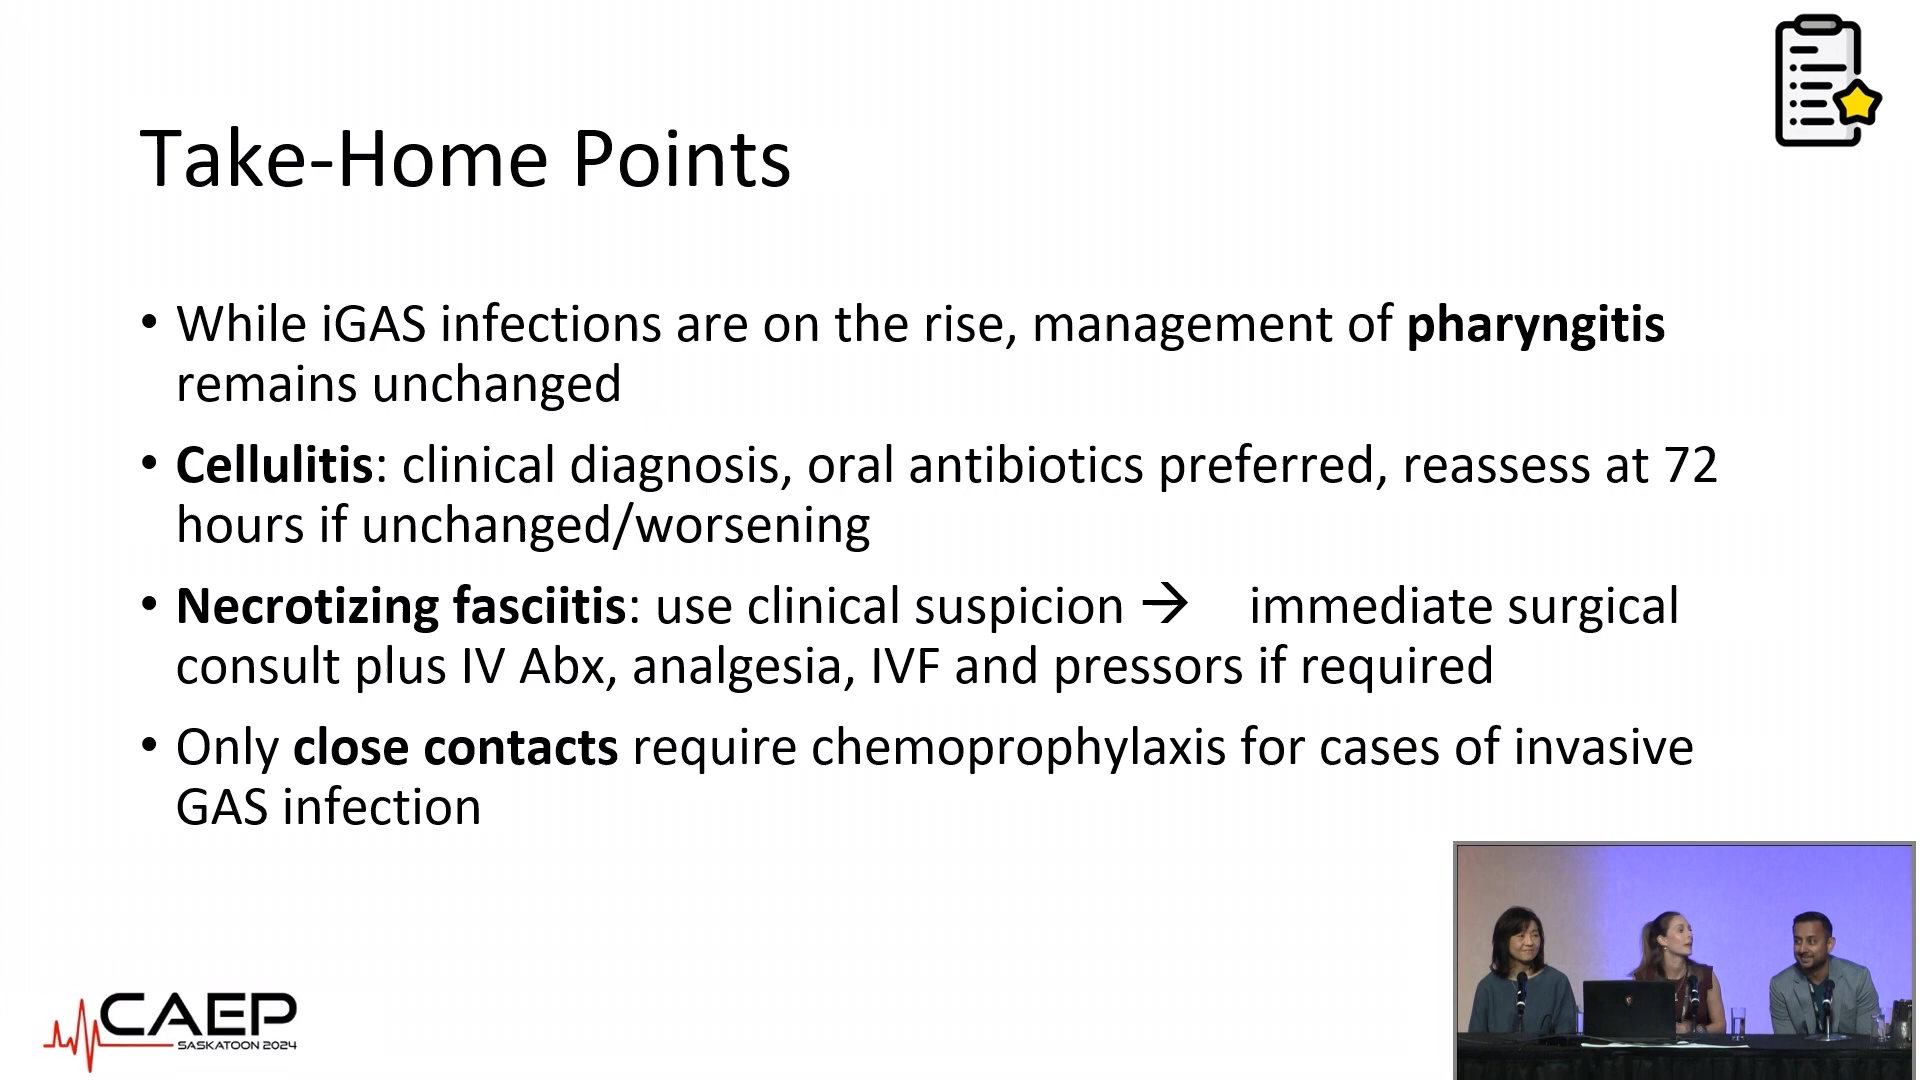 Take-Home Points
• While iGAS infections are on the rise, management of pharyngitis
remains unchanged
• Cellulitis: clinical diagnosis, oral antibiotics preferred, reassess at 72
hours if unchanged/worsening
• Necrotizing fasciitis: use clinical suspicion → immediate surgical
consult plus IV Abx, analgesia, IVF and pressors if required
• Only close contacts require chemoprophylaxis for cases of invasive
GAS infection
CAEP
SASKATOON 2024